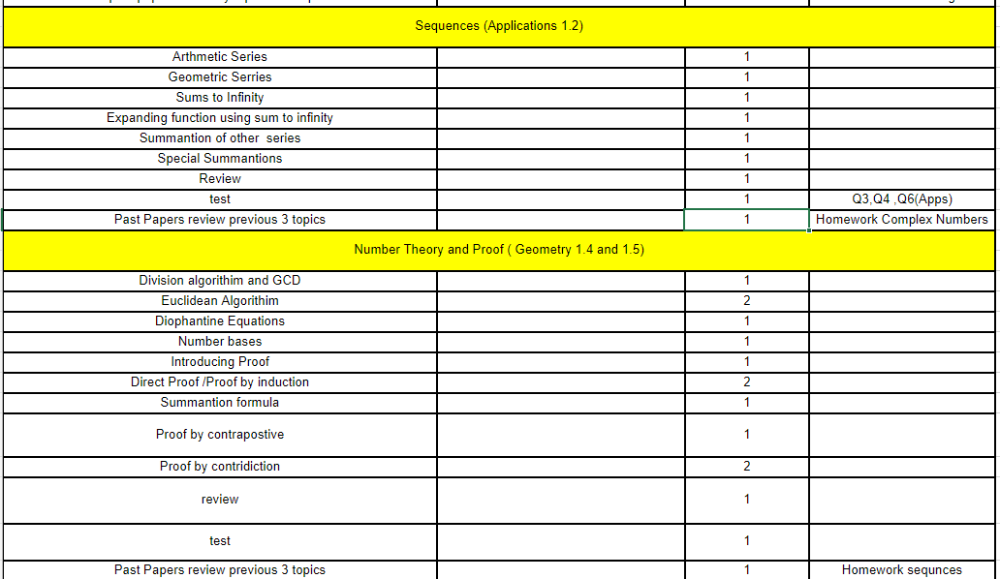 Sequences (Applications 1.2)
Arthmetic Series 1
Geometric Serries 1
Sums to Infinity 1
Expanding function using sum to infinity 1
Summantion of other series 1
Special Summantions 1
Review 1
test 1 Q3,Q4 ,Q6(Apps)
Past Papers review previous 3 topics 1 Homework Complex Numbers
Number Theory and Proof ( Geometry 1.4 and 1.5)
Division algorithim and GCD 1
Euclidean Algorithim 2
Diophantine Equations 1
Number bases 1
Introducing Proof 1
Direct Proof /Proof by induction 2
Summantion formula 1
Proof by contrapostive 1
Proof by contridiction 2
review 1
test 1
Past Papers review previous 3 topics 1 Homework sequnces